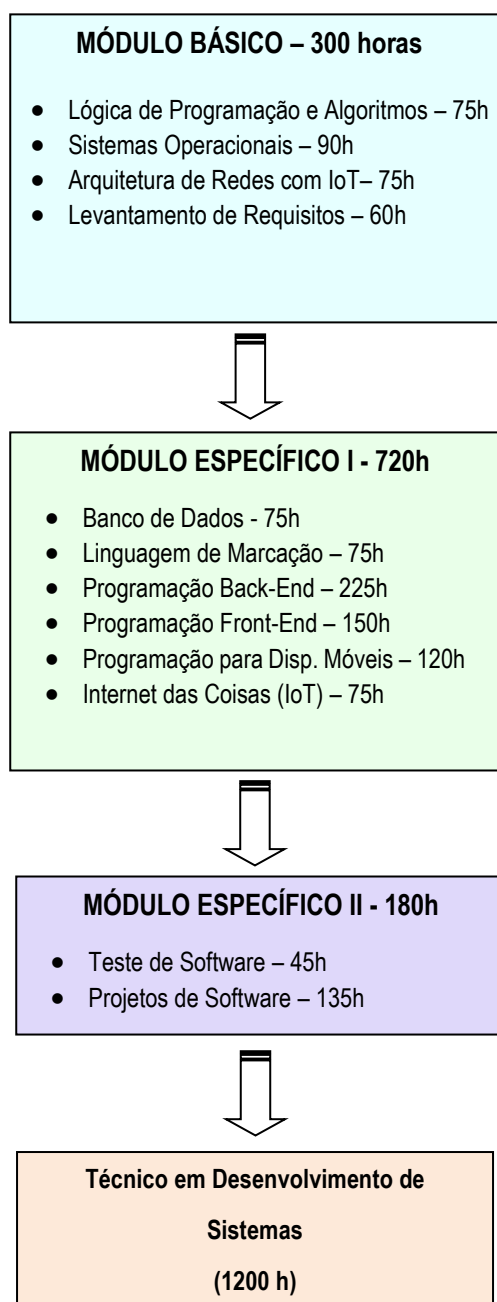 MÓDULO BÁSICO – 300 horas
• Lógica de Programação e Algoritmos – 75h
• Sistemas Operacionais – 90h
• Arquitetura de Redes com IoT– 75h
• Levantamento de Requisitos – 60h
MÓDULO ESPECÍFICO I - 720h
• Banco de Dados - 75h
• Linguagem de Marcação – 75h
• Programação Back-End – 225h
• Programação Front-End – 150h
• Programação para Disp. Móveis – 120h
• Internet das Coisas (IoT) – 75h
MÓDULO ESPECÍFICO II - 180h
• Teste de Software – 45h
• Projetos de Software – 135h
Técnico em Desenvolvimento de
Sistemas
(1200 h)